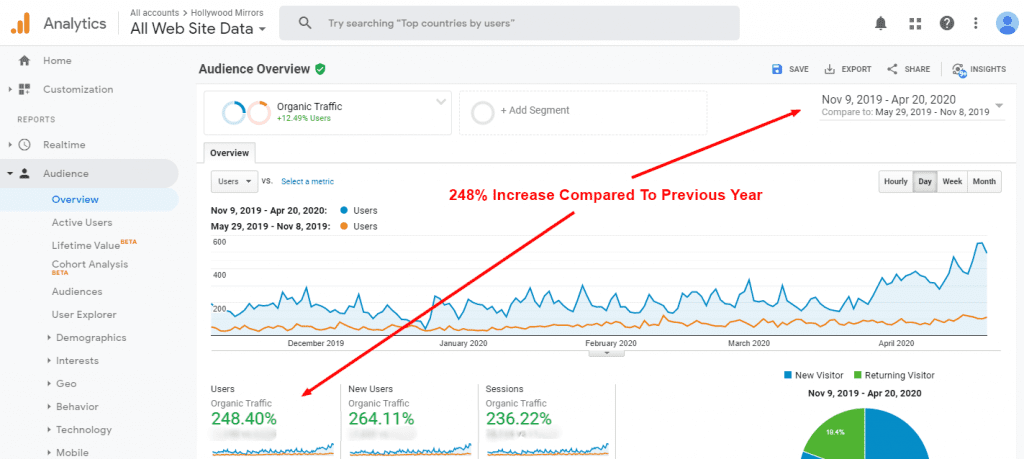 Analytics
All accounts > Hollywood Mirrors
All Web Site Data
Try searching "Top countries by users"
Home
Customization
REPORTS
Realtime
Audience
Overview
Active Users
Lifetime Value BETA
Cohort Analysis
BETA
Audiences
User Explorer
Demographics
Interests
Geo
Behavior
Technology
Mobile
Audience Overview
SAVE
EXPORT
SHARE
INSIGHTS
Organic Traffic
+12.49% Users
+ Add Segment
Nov 9, 2019 - Apr 20, 2020
Compare to: May 29, 2019 - Nov 8, 2019
Overview
Users
VS.
Select a metric
248% Increase Compared To Previous Year
Hourly
Day
Week
Month
Nov 9, 2019 - Apr 20, 2020:
Users
May 29, 2019 - Nov 8, 2019:
Users
600
400
200
December 2019
January 2020
February 2020
March 2020
April 2020
Users
Organic Traffic
248.40%
New Users
Organic Traffic
264.11%
Sessions
Organic Traffic
236.22%
New Visitor
Returning Visitor
Nov 9, 2019 - Apr 20, 2020
19.4%